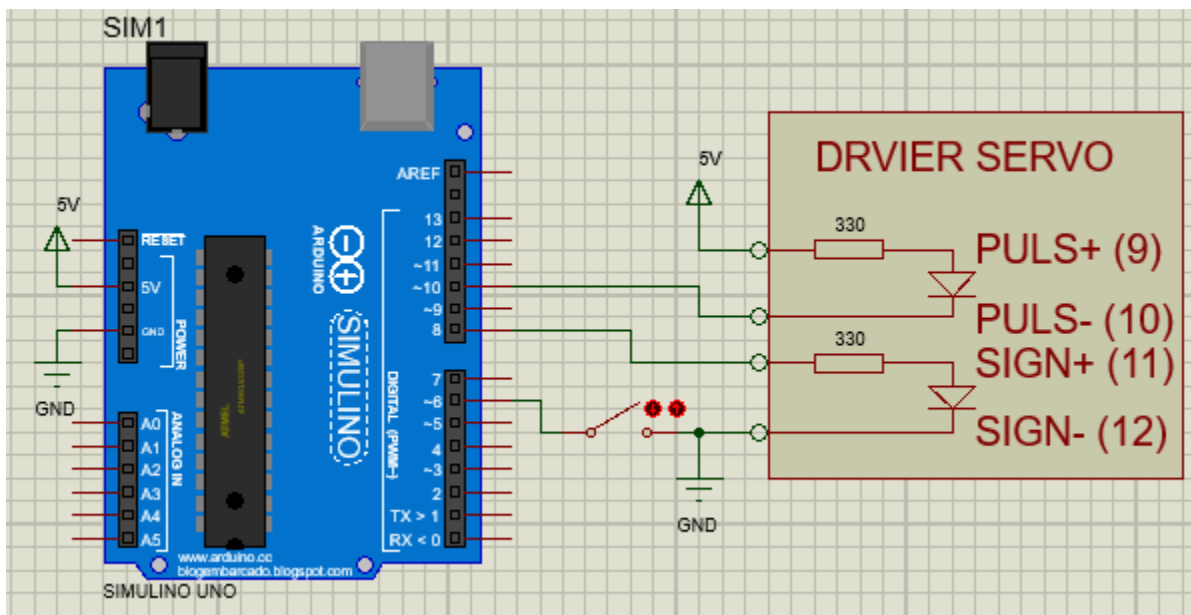 SIM1
5V
RESET
5V
GND
POWER
GND
A0
A1
A2
A3
A4
A5
ANALOG IN
ATMEL
ARDUINO
SIMULINO
AREF
13
12
~11
~10
~9
8
7
~6
~5
4
~3
2
TX > 1
RX < 0
DIGITAL (PWM~)
www.arduino.cc
blogembarcado.blogspot.com
SIMULINO UNO
5V
GND
DRVIER SERVO
330
PULS+ (9)
PULS- (10)
330
SIGN+ (11)
SIGN- (12)